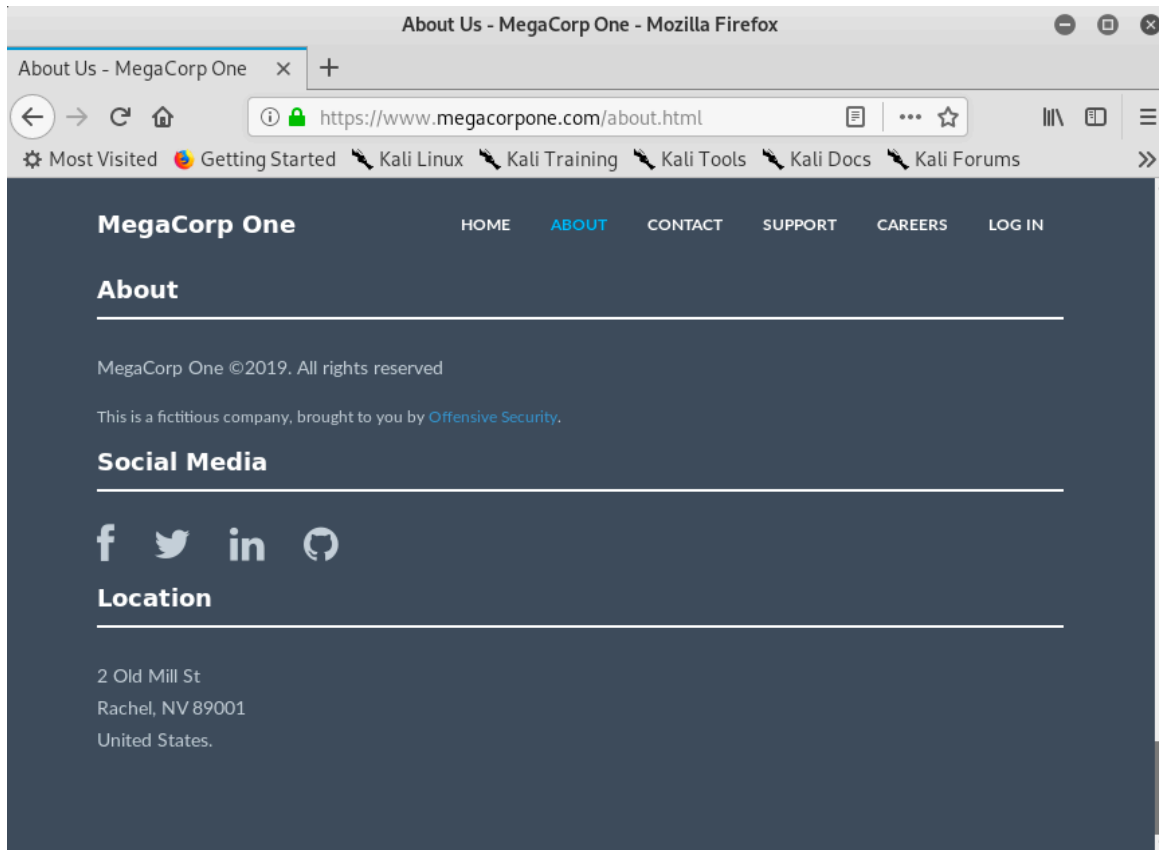 About Us - MegaCorp One - Mozilla Firefox
About Us - MegaCorp One
https://www.megacorpone.com/about.html
Most Visited Getting Started Kali Linux Kali Training Kali Tools Kali Docs Kali Forums
MegaCorp One HOME ABOUT CONTACT SUPPORT CAREERS LOG IN
About
MegaCorp One ©2019. All rights reserved
This is a fictitious company, brought to you by Offensive Security.
Social Media
Location
2 Old Mill St
Rachel, NV 89001
United States.